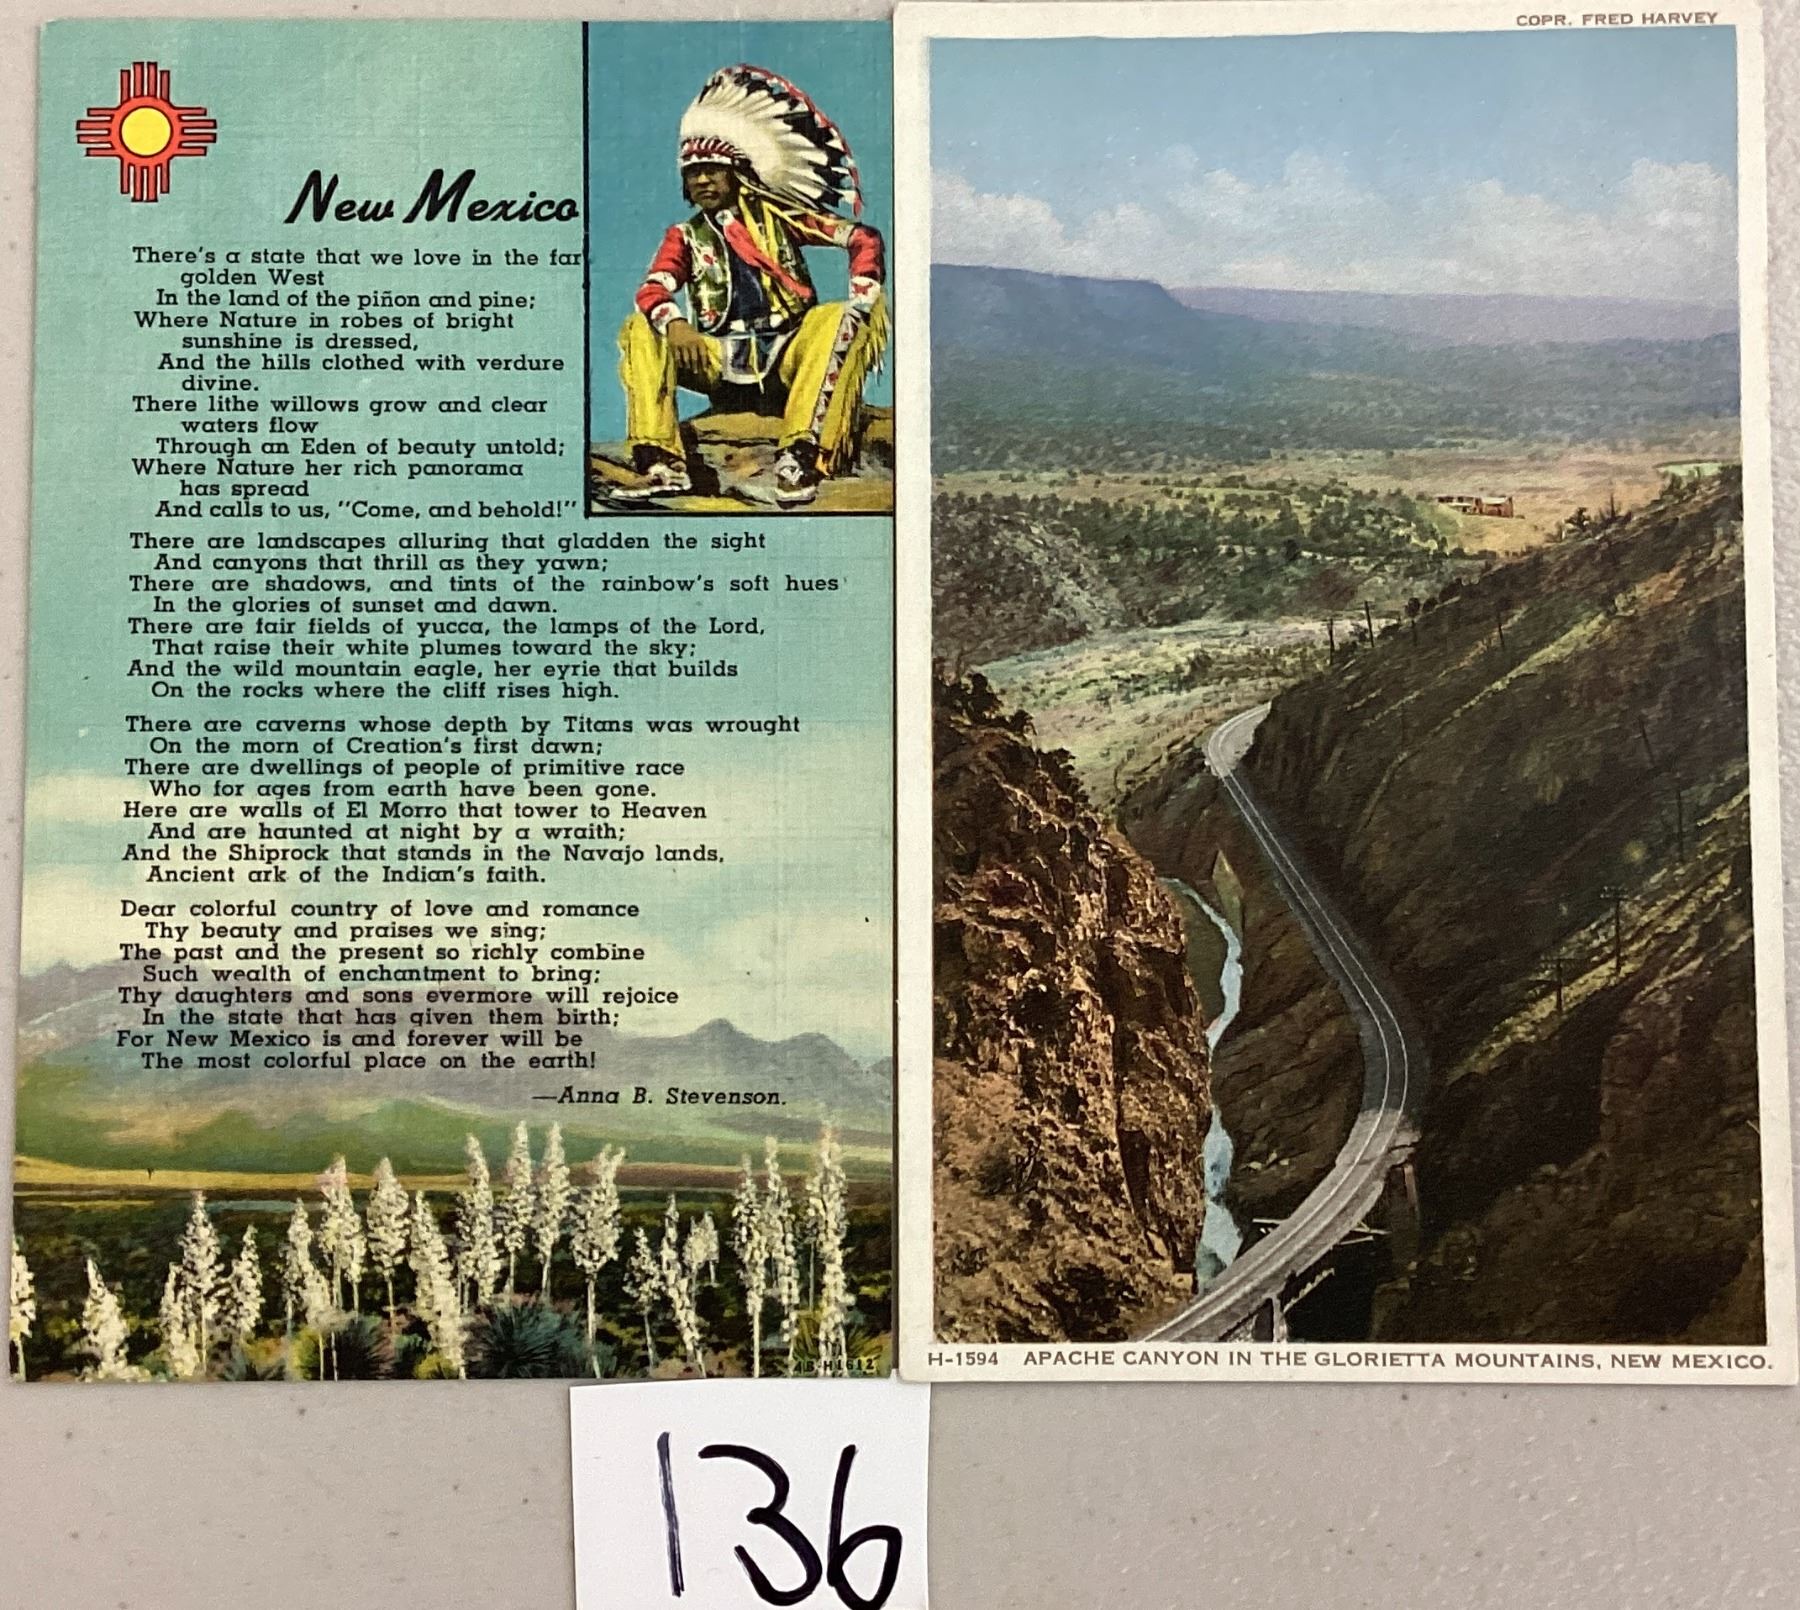 New Mexico
There's a state that we love in the far
golden West
In the land of the piñon and pine;
Where Nature in robes of bright
sunshine is dressed,
And the hills clothed with verdure
divine.
There lithe willows grow and clear
waters flow
Through an Eden of beauty untold;
Where Nature her rich panorama
has spread
And calls to us, "Come, and behold!"
There are landscapes alluring that gladden the sight
And canyons that thrill as they yawn;
There are shadows, and tints of the rainbow's soft hues
In the glories of sunset and dawn.
There are fair fields of yucca, the lamps of the Lord,
That raise their white plumes toward the sky;
And the wild mountain eagle, her eyrie that builds
On the rocks where the cliff rises high.
There are caverns whose depth by Titans was wrought
On the morn of Creation's first dawn;
There are dwellings of people of primitive race
Who for ages from earth have been gone.
Here are walls of El Morro that tower to Heaven
And are haunted at night by a wraith;
And the Shiprock that stands in the Navajo lands,
Ancient ark of the Indian's faith.
Dear colorful country of love and romance
Thy beauty and praises we sing;
The past and the present so richly combine
Such wealth of enchantment to bring;
Thy daughters and sons evermore will rejoice
In the state that has given them birth;
For New Mexico is and forever will be
The most colorful place on the earth!
—Anna B. Stevenson.
4B-H1612
COPR. FRED HARVEY
H-1594 APACHE CANYON IN THE GLORIETTA MOUNTAINS, NEW MEXICO.
136